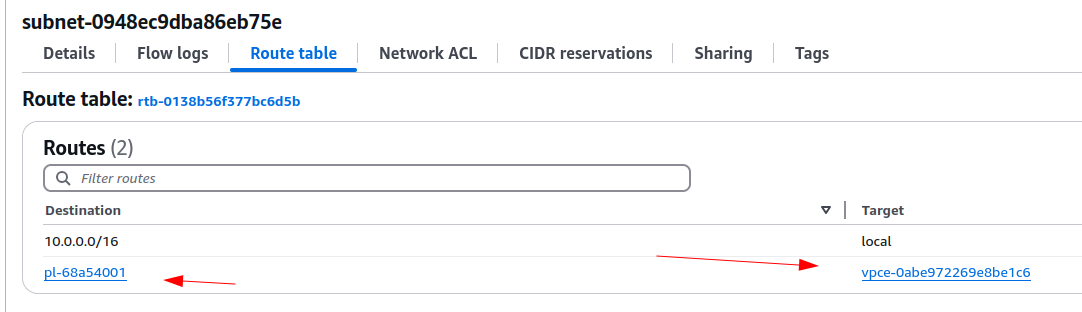 subnet-0948ec9dba86eb75e
Details Flow logs Route table Network ACL CIDR reservations Sharing Tags
Route table: rtb-0138b56f377bc6d5b
Routes (2)
Filter routes
Destination Target
10.0.0.0/16 local
pl-68a54001 vpce-0abe972269e8be1c6